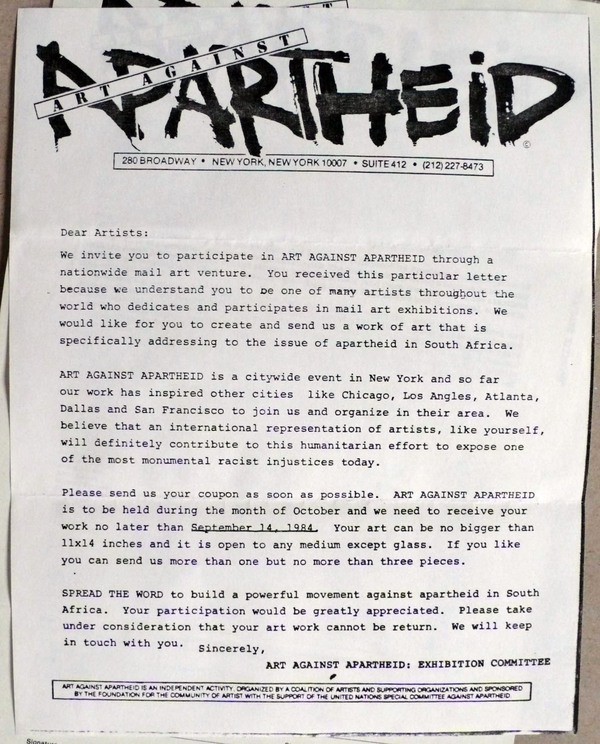 ART AGAINST
APARTHEID
©
280 BROADWAY • NEW YORK, NEW YORK 10007 • SUITE 412 • (212) 227-8473
Dear Artists:
We invite you to participate in ART AGAINST APARTHEID through a
nationwide mail art venture. You received this particular letter
because we understand you to be one of many artists throughout the
world who dedicates and participates in mail art exhibitions. We
would like for you to create and send us a work of art that is
specifically addressing to the issue of apartheid in South Africa.
ART AGAINST APARTHEID is a citywide event in New York and so far
our work has inspired other cities like Chicago, Los Angles, Atlanta,
Dallas and San Francisco to join us and organize in their area. We
believe that an international representation of artists, like yourself,
will definitely contribute to this humanitarian effort to expose one
of the most monumental racist injustices today.
Please send us your coupon as soon as possible. ART AGAINST APARTHEID
is to be held during the month of October and we need to receive your
work no later than September 14, 1984. Your art can be no bigger than
11x14 inches and it is open to any medium except glass. If you like
you can send us more than one but no more than three pieces.
SPREAD THE WORD to build a powerful movement against apartheid in South
Africa. Your participation would be greatly appreciated. Please take
under consideration that your art work cannot be return. We will keep
in touch with you. Sincerely,
ART AGAINST APARTHEID: EXHIBITION COMMITTEE
ART AGAINST APARTHEID IS AN INDEPENDENT ACTIVITY, ORGANIZED BY A COALITION OF ARTISTS AND SUPPORTING ORGANIZATIONS AND SPONSORED
BY THE FOUNDATION FOR THE COMMUNITY OF ARTIST WITH THE SUPPORT OF THE UNITED NATIONS SPECIAL COMMITTEE AGAINST APARTHEID
Signature